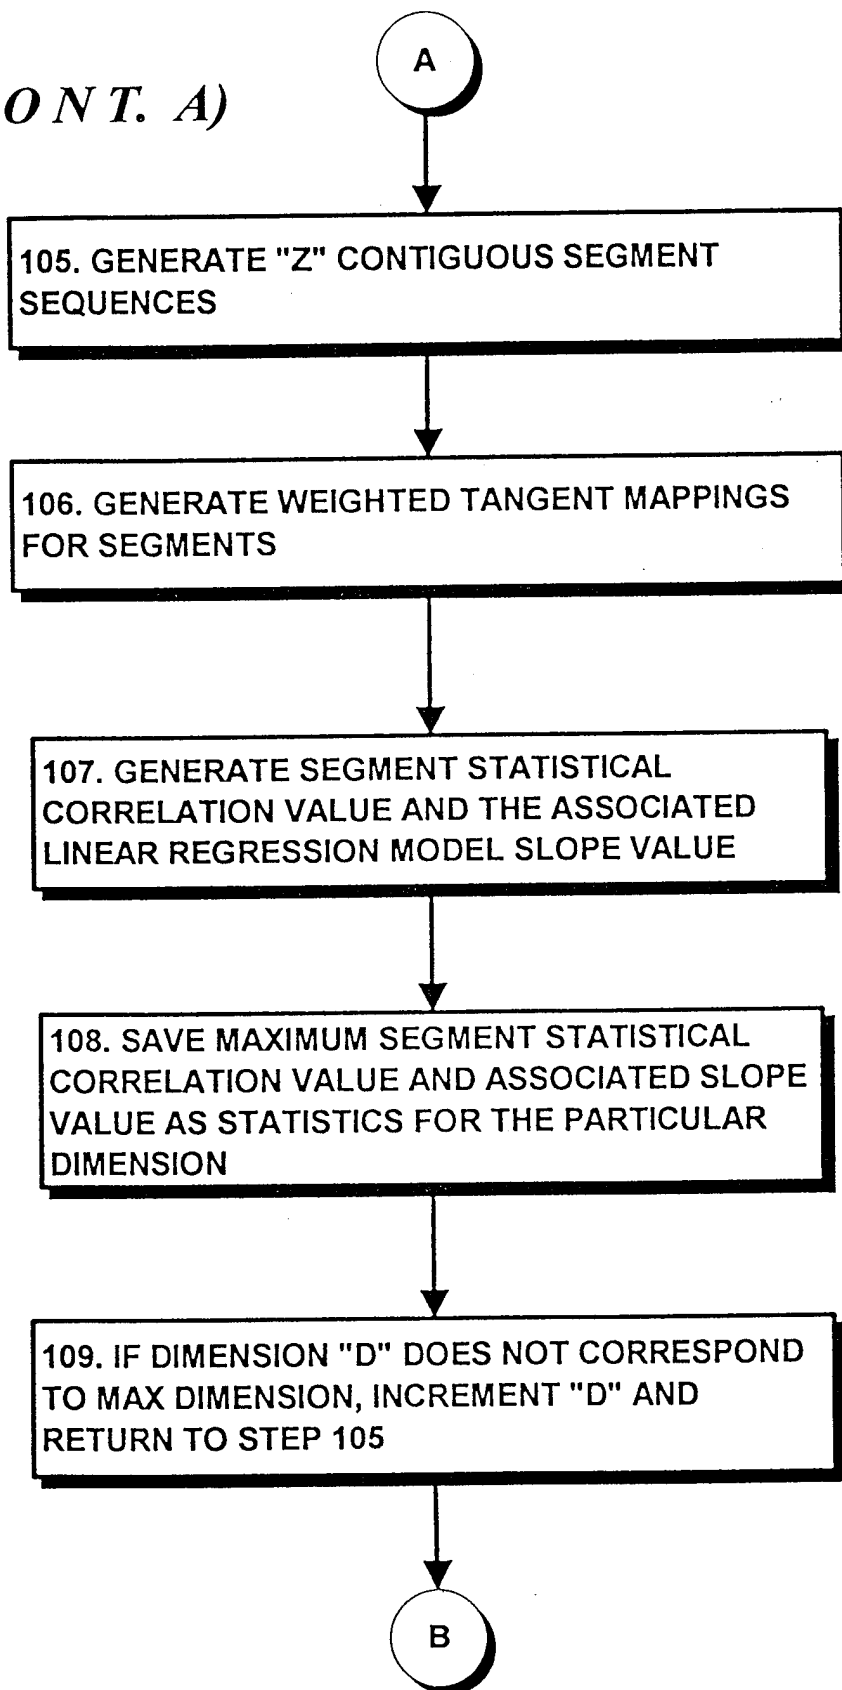 A
ONT. A)
105. GENERATE "Z" CONTIGUOUS SEGMENT
SEQUENCES
106. GENERATE WEIGHTED TANGENT MAPPINGS
FOR SEGMENTS
107. GENERATE SEGMENT STATISTICAL
CORRELATION VALUE AND THE ASSOCIATED
LINEAR REGRESSION MODEL SLOPE VALUE
108. SAVE MAXIMUM SEGMENT STATISTICAL
CORRELATION VALUE AND ASSOCIATED SLOPE
VALUE AS STATISTICS FOR THE PARTICULAR
DIMENSION
109. IF DIMENSION "D" DOES NOT CORRESPOND
TO MAX DIMENSION, INCREMENT "D" AND
RETURN TO STEP 105
B